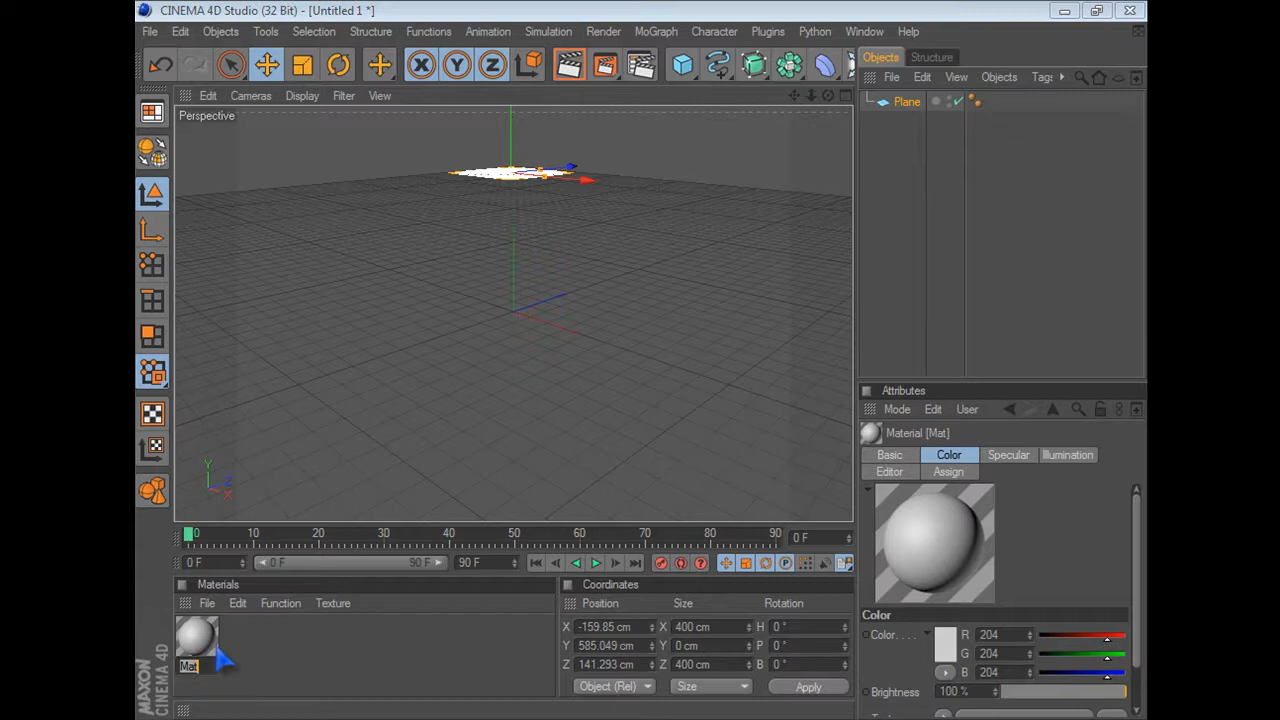 CINEMA 4D Studio (32 Bit) - [Untitled 1 *]
File Edit Objects Tools Selection Structure Functions Animation Simulation Render MoGraph Character Plugins Python Window Help
X Y Z
Objects Structure
File Edit View Objects Tags
Plane
Edit Cameras Display Filter View
Perspective
Y
Z
X
Attributes
Mode Edit User
Material [Mat]
Basic Color Specular Illumination
Editor Assign
Color
Color. . . . R 204
G 204
B 204
Brightness 100 %
0 10 20 30 40 50 60 70 80 90 0 F
0 F 0 F 90 F 90 F
P
Materials
File Edit Function Texture
Mat
Coordinates
Position Size Rotation
X -159.85 cm X 400 cm H 0 °
Y 585.049 cm Y 0 cm P 0 °
Z 141.293 cm Z 400 cm B 0 °
Object (Rel) Size Apply
MAXON
CINEMA 4D